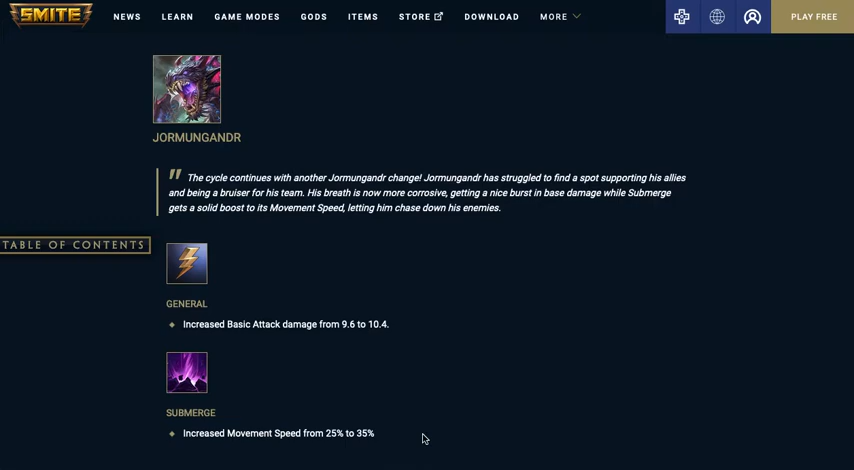 SMITE NEWS LEARN GAME MODES GODS ITEMS STORE DOWNLOAD MORE PLAY FREE
JORMUNGANDR
" The cycle continues with another Jormungandr change! Jormungandr has struggled to find a spot supporting his allies
and being a bruiser for his team. His breath is now more corrosive, getting a nice burst in base damage while Submerge
gets a solid boost to its Movement Speed, letting him chase down his enemies.
TABLE OF CONTENTS
GENERAL
Increased Basic Attack damage from 9.6 to 10.4.
SUBMERGE
Increased Movement Speed from 25% to 35%